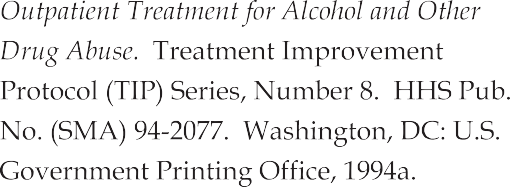 Outpatient Treatment for Alcohol and Other
Drug Abuse.  Treatment Improvement
Protocol (TIP) Series, Number 8.  HHS Pub.
No. (SMA) 94-2077.  Washington, DC: U.S.
Government Printing Office, 1994a.